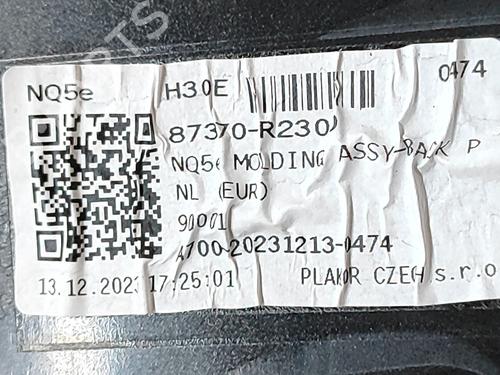 NQ5e H30E 0474
87370-R230
NQ5e MOLDING ASSY-BACK P
NL (EUR)
90001
A700-20231213-0474
13.12.2023 17:25:01 PLAKOR CZECH s.r.o